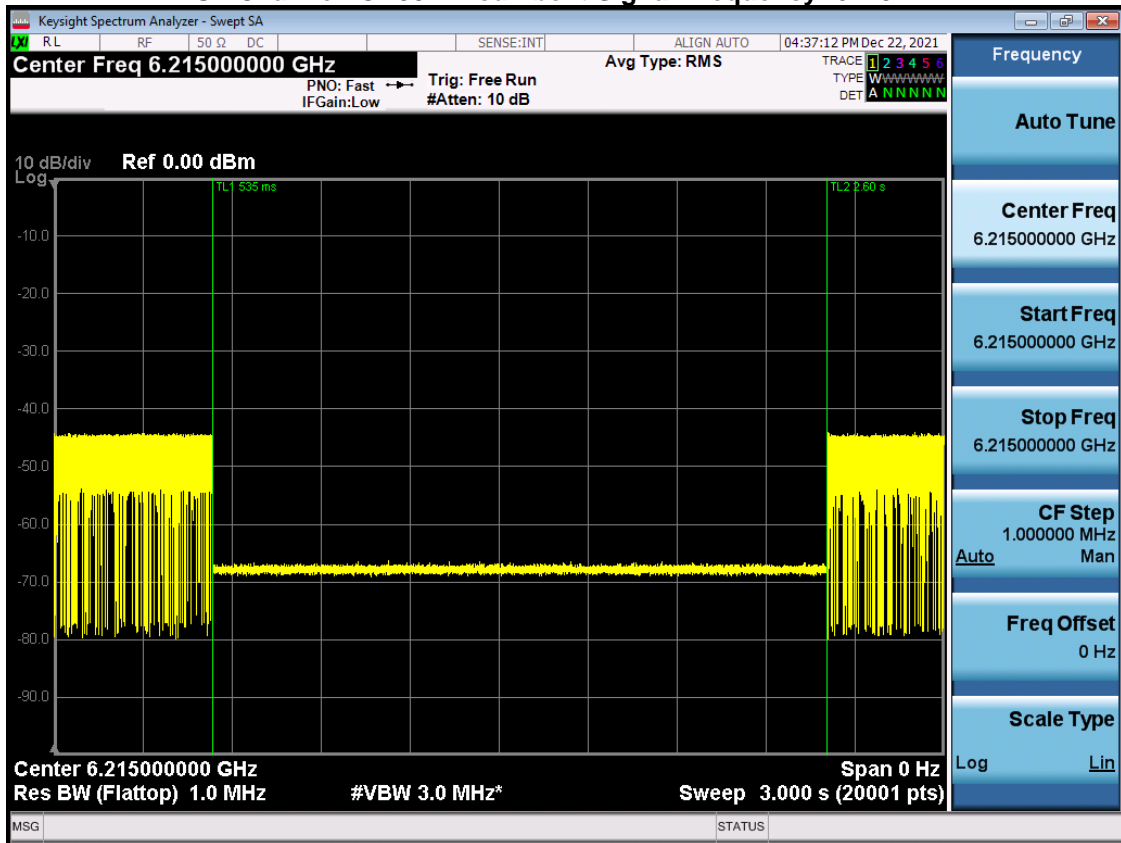 Keysight Spectrum Analyzer - Swept SA
LXI RL RF 50 Ω DC SENSE:INT ALIGN AUTO 04:37:12 PM Dec 22, 2021
Center Freq 6.215000000 GHz
PNO: Fast
IFGain:Low
Trig: Free Run
#Atten: 10 dB
Avg Type: RMS
TRACE 1 2 3 4 5 6
TYPE WWWWWW
DET A N N N N N
10 dB/div Ref 0.00 dBm
Log
TL1 535 ms
TL2 2.60 s
-10.0
-20.0
-30.0
-40.0
-50.0
-60.0
-70.0
-80.0
-90.0
Center 6.215000000 GHz Span 0 Hz
Res BW (Flattop) 1.0 MHz #VBW 3.0 MHz* Sweep 3.000 s (20001 pts)
MSG STATUS
Frequency
Auto Tune
Center Freq
6.215000000 GHz
Start Freq
6.215000000 GHz
Stop Freq
6.215000000 GHz
CF Step
1.000000 MHz
Auto Man
Freq Offset
0 Hz
Scale Type
Log Lin